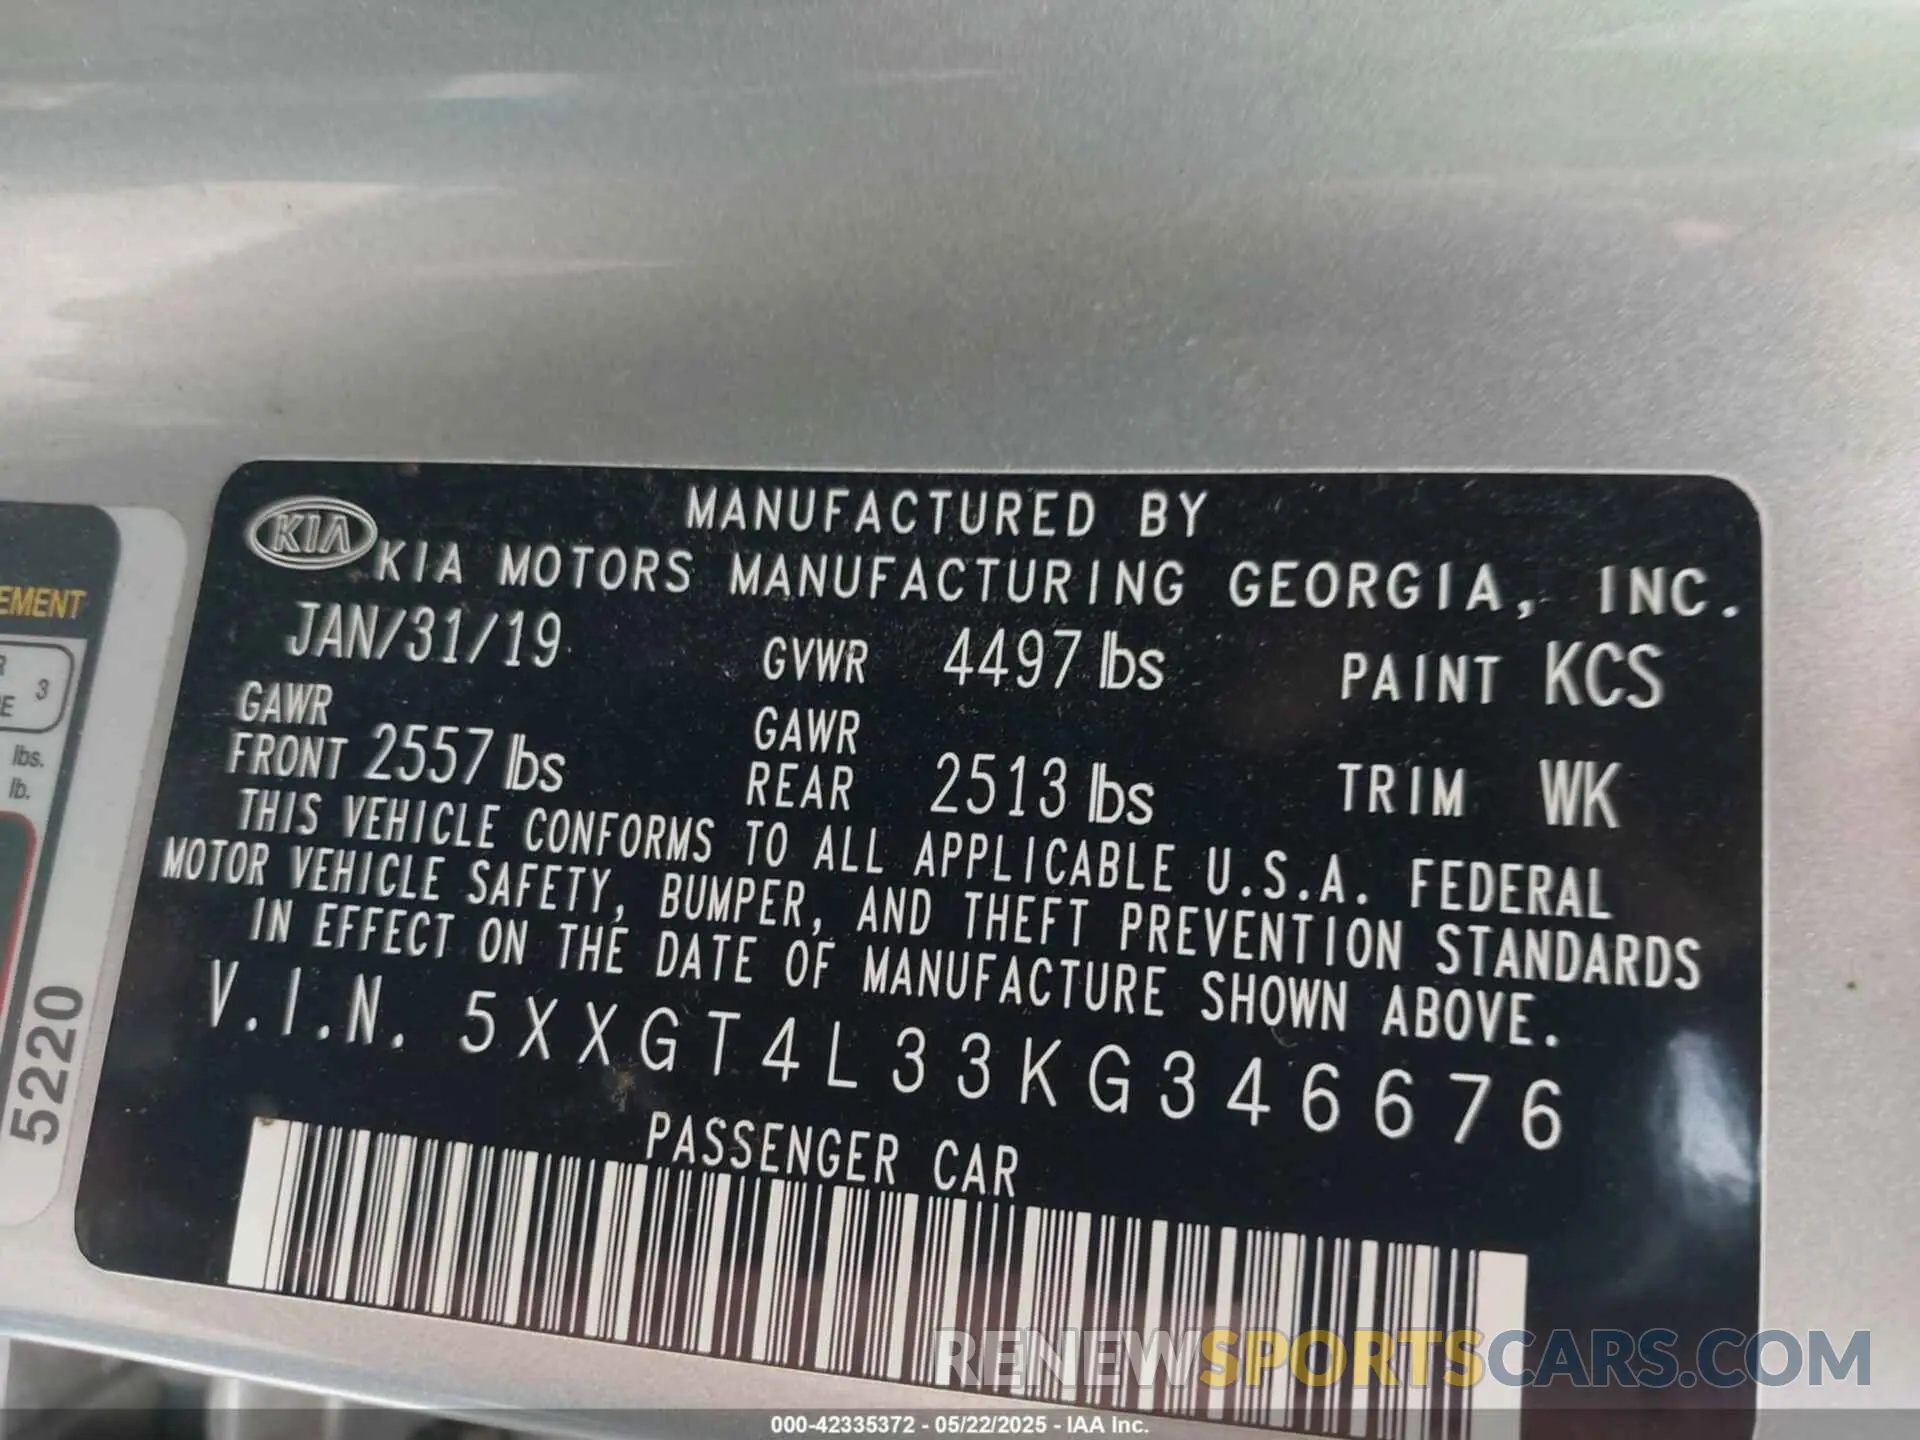 MANUFACTURED BY
KIA KIA MOTORS MANUFACTURING GEORGIA, INC.
JAN/31/19 GVWR 4497 lbs PAINT KCS
GAWR FRONT 2557 lbs GAWR REAR 2513 lbs TRIM WK
THIS VEHICLE CONFORMS TO ALL APPLICABLE U.S.A. FEDERAL
MOTOR VEHICLE SAFETY, BUMPER, AND THEFT PREVENTION STANDARDS
IN EFFECT ON THE DATE OF MANUFACTURE SHOWN ABOVE.
V.I.N. 5XXGT4L33KG346676
PASSENGER CAR
EMENT
R
E 3
lbs.
lb.
5220
RENEWSPORTSCARS.COM
000-42335372 - 05/22/2025 - IAA Inc.